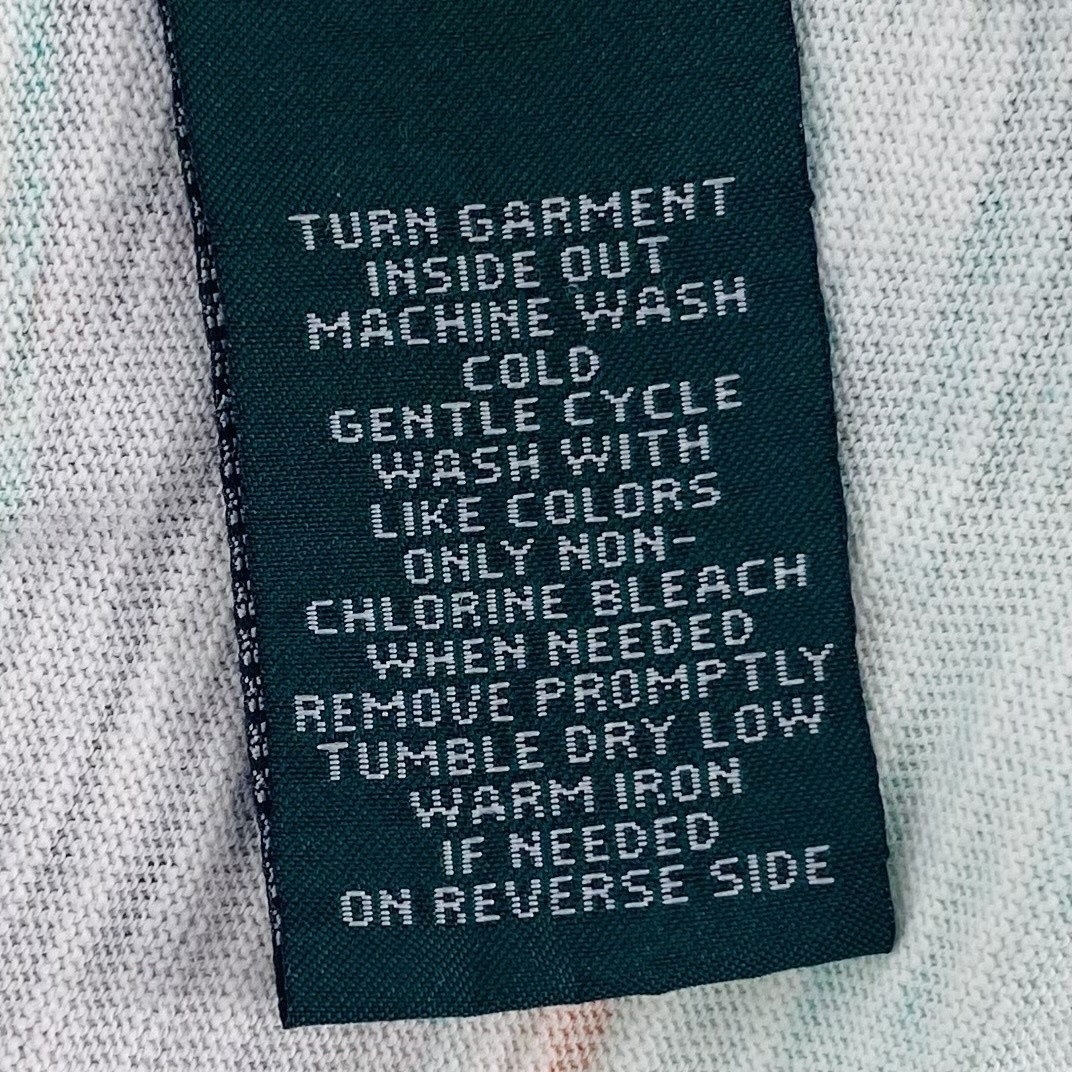 TURN GARMENT
INSIDE OUT
MACHINE WASH
COLD
GENTLE CYCLE
WASH WITH
LIKE COLORS
ONLY NON-
CHLORINE BLEACH
WHEN NEEDED
REMOVE PROMPTLY
TUMBLE DRY LOW
WARM IRON
IF NEEDED
ON REVERSE SIDE